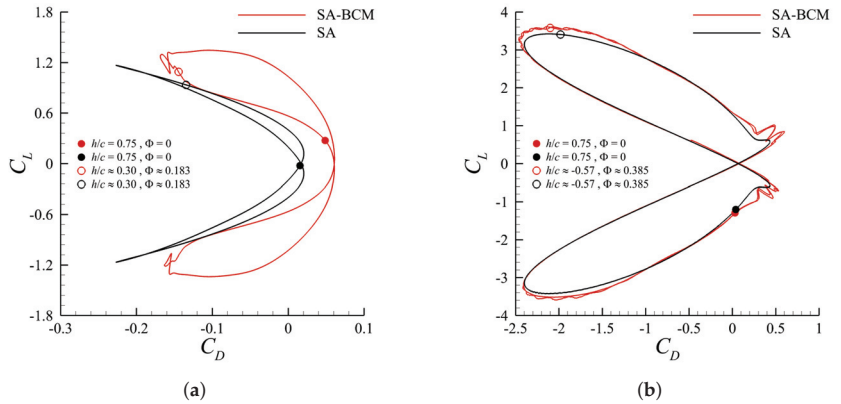 (a)
SA-BCM
SA
1.8
1.2
0.6
0
-0.6
-1.2
-1.8
C_L
h/c = 0.75 , Φ = 0
h/c = 0.75 , Φ = 0
h/c ≈ 0.30 , Φ ≈ 0.183
h/c ≈ 0.30 , Φ ≈ 0.183
-0.3
-0.2
-0.1
0
0.1
C_D
(a)
(b)
SA-BCM
SA
4
3
2
1
0
-1
-2
-3
-4
C_L
h/c = 0.75 , Φ = 0
h/c = 0.75 , Φ = 0
h/c ≈ -0.57 , Φ ≈ 0.385
h/c ≈ -0.57 , Φ ≈ 0.385
-2.5
-2
-1.5
-1
-0.5
0
0.5
1
C_D
(b)